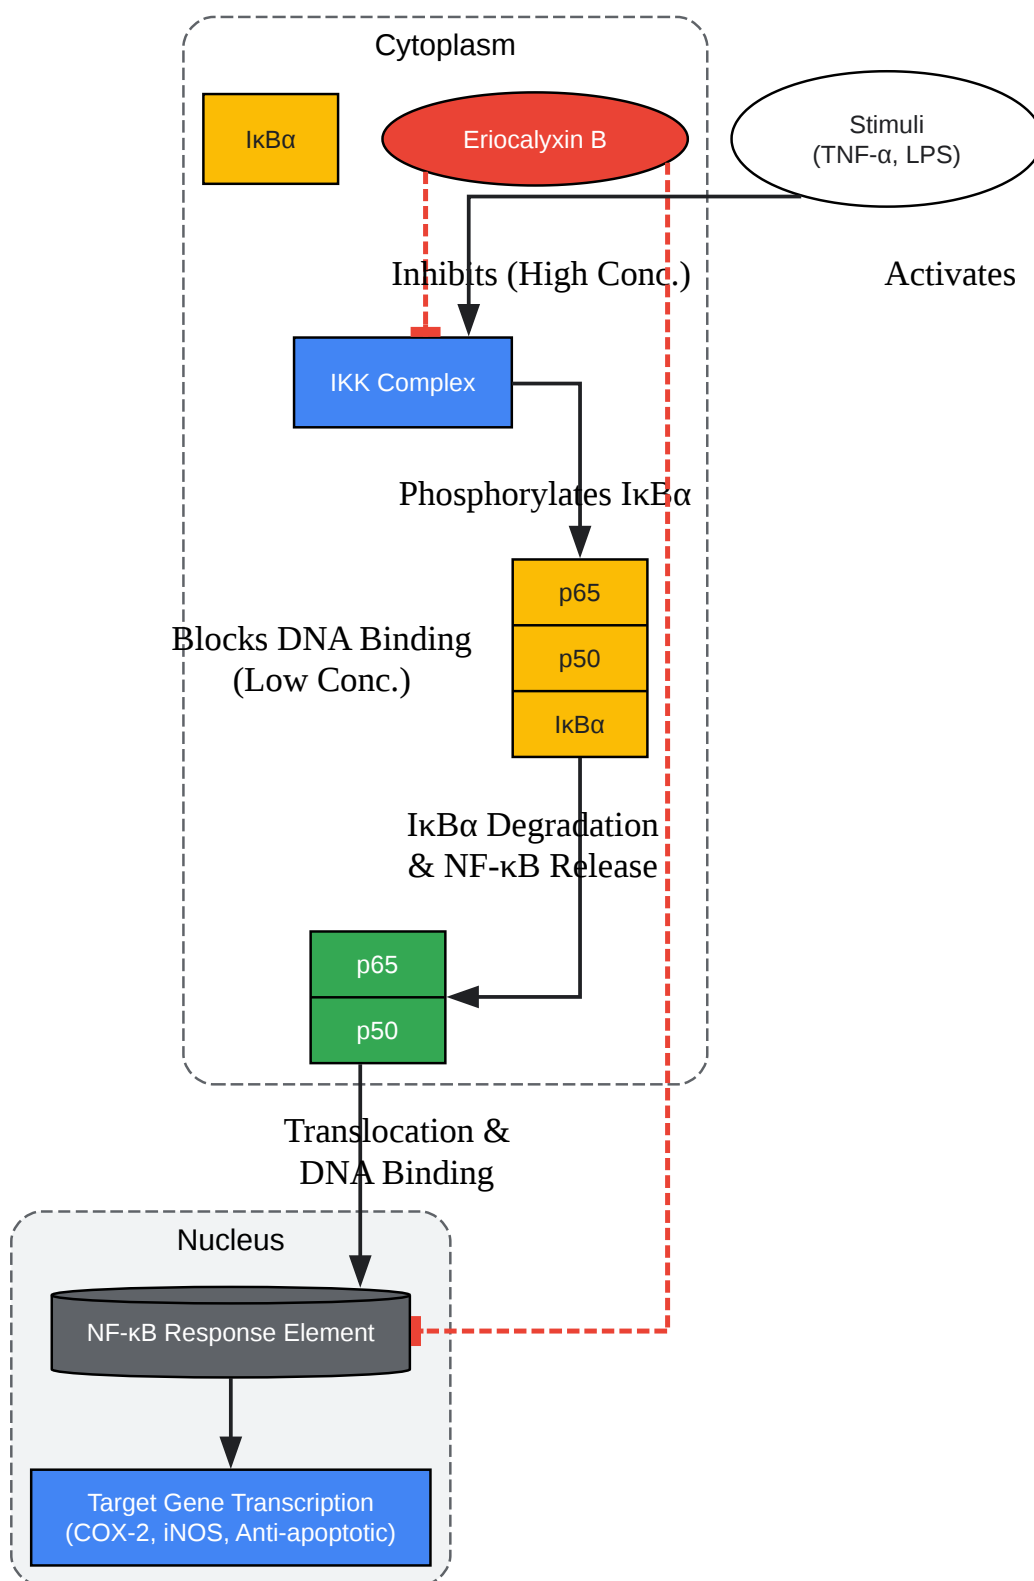 Cytoplasm
IκBα
Eriocalyxin B
Stimuli
(TNF-α, LPS)
Inhibits (High Conc.)
Activates
IKK Complex
Phosphorylates IκBα
p65
p50
IκBα
Blocks DNA Binding
(Low Conc.)
IκBα Degradation
& NF-κB Release
p65
p50
Translocation &
DNA Binding
Nucleus
NF-κB Response Element
Target Gene Transcription
(COX-2, iNOS, Anti-apoptotic)